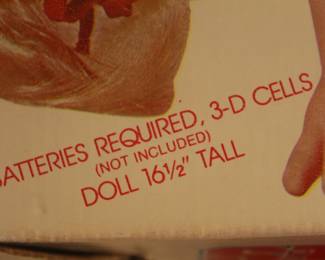 BATTERIES REQUIRED, 3-D CELLS
(NOT INCLUDED)
DOLL 16½" TALL